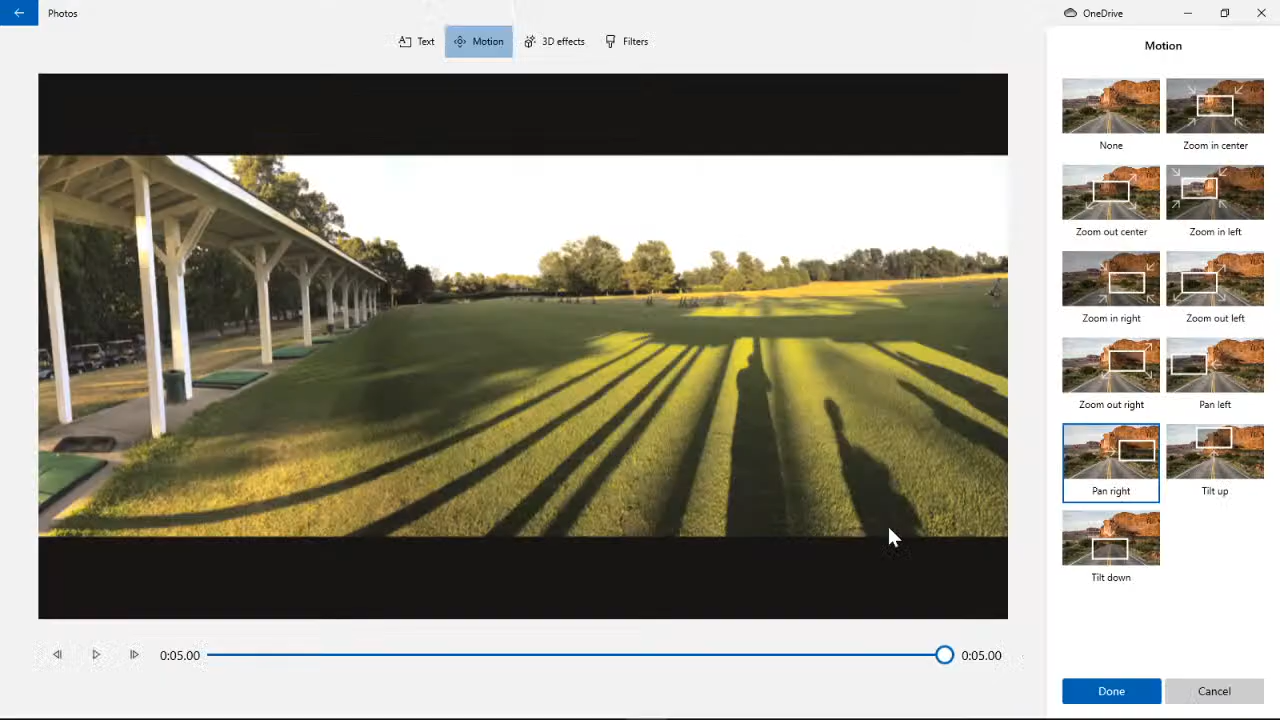 Photos
OneDrive
Text
Motion
3D effects
Filters
Motion
None
Zoom in center
Zoom out center
Zoom in left
Zoom in right
Zoom out left
Zoom out right
Pan left
Pan right
Tilt up
Tilt down
0:05.00
0:05.00
Done
Cancel